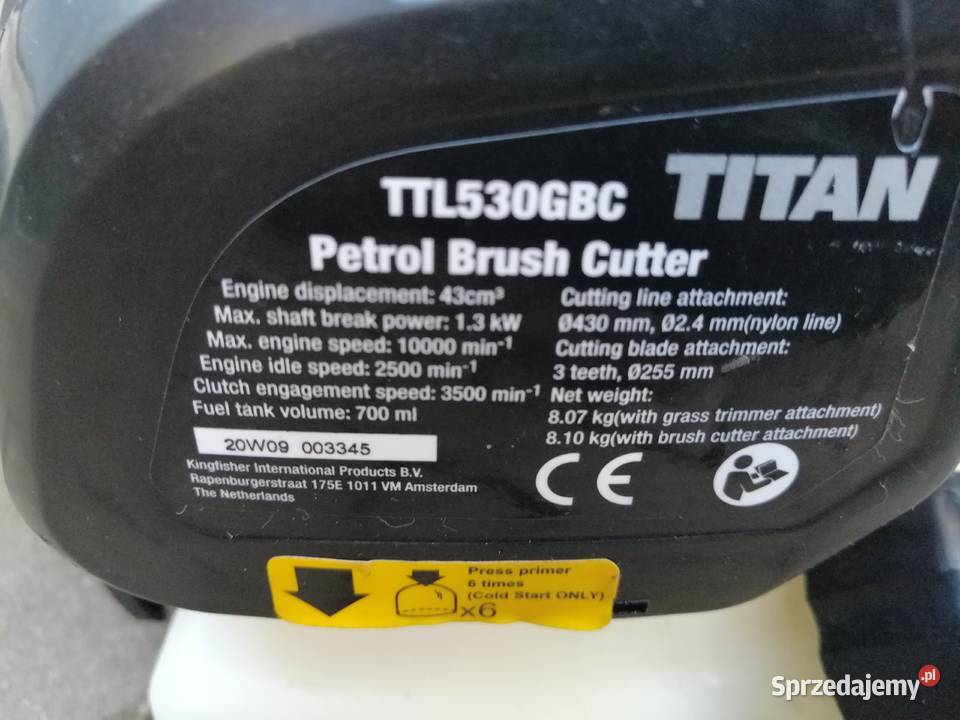 TITAN
TTL530GBC
Petrol Brush Cutter
Engine displacement: 43cm³
Max. shaft break power: 1.3 kW
Max. engine speed: 10000 min⁻¹
Engine idle speed: 2500 min⁻¹
Clutch engagement speed: 3500 min⁻¹
Fuel tank volume: 700 ml
Cutting line attachment:
Ø430 mm, Ø2.4 mm(nylon line)
Cutting blade attachment:
3 teeth, Ø255 mm
Net weight:
8.07 kg(with grass trimmer attachment)
8.10 kg(with brush cutter attachment)
20W09 003345
Kingfisher International Products B.V.
Rapenburgerstraat 175E 1011 VM Amsterdam
The Netherlands
CE
Press primer
6 times
(Cold Start ONLY)
x6
Sprzedajemy.pl